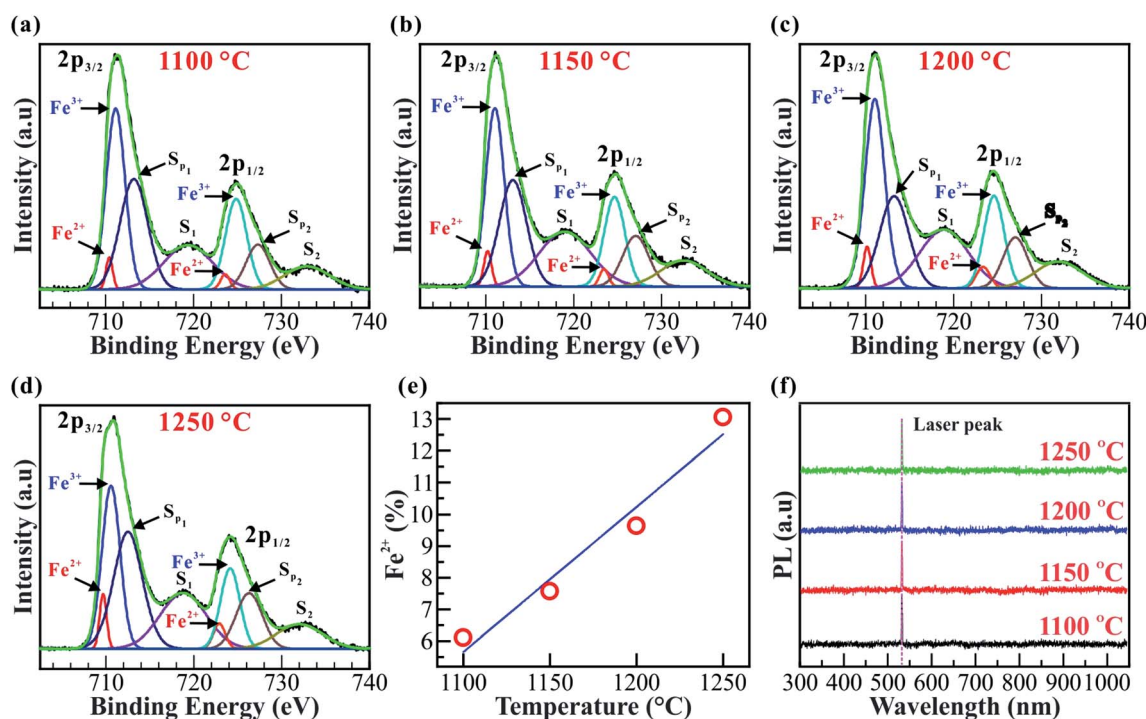 (a)
2p3/2
1100 °C
Fe3+
Sp1
2p1/2
Fe3+
Fe2+
S1
Sp2
S2
Fe2+
Intensity (a.u)
710 720 730 740
Binding Energy (eV)
(b)
2p3/2
1150 °C
Fe3+
Sp1
2p1/2
Fe3+
Fe2+
S1
Sp2
S2
Fe2+
Intensity (a.u)
710 720 730 740
Binding Energy (eV)
(c)
2p3/2
1200 °C
Fe3+
Sp1
2p1/2
Fe3+
Fe2+
S1
S2
Fe2+
Intensity (a.u)
710 720 730 740
Binding Energy (eV)
(d)
2p3/2
1250 °C
Fe3+
Sp1
2p1/2
Fe3+
Fe2+
S1
Sp2
S2
Fe2+
Intensity (a.u)
710 720 730 740
Binding Energy (eV)
(e)
13
12
11
10
9
8
7
6
Fe2+ (%)
1100 1150 1200 1250
Temperature (°C)
(f)
Laser peak
1250 °C
1200 °C
1150 °C
1100 °C
PL (a.u)
300 400 500 600 700 800 900 1000
Wavelength (nm)